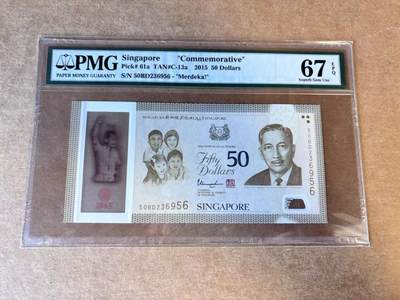 PMG
PAPER MONEY GUARANTY
Singapore "Commemorative"
Pick# 61a TAN#C-13a 2015 50 Dollars
S/N 50BD236956 - "Merdeka!"
67 EPQ
Superb Gem Unc
50
Fifty
Dollars
50BD236956
SINGAPORE
50BD236956